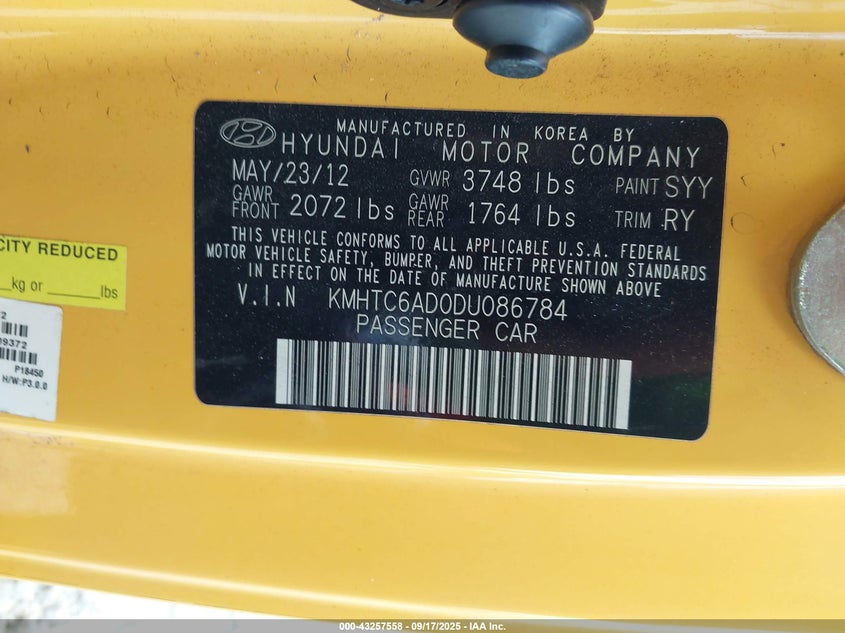 MANUFACTURED IN KOREA BY
HYUNDAI MOTOR COMPANY
MAY/23/12 GVWR 3748 lbs PAINT SYY
GAWR FRONT 2072 lbs GAWR REAR 1764 lbs TRIM RY
THIS VEHICLE CONFORMS TO ALL APPLICABLE U.S.A. FEDERAL
MOTOR VEHICLE SAFETY, BUMPER, AND THEFT PREVENTION STANDARDS
IN EFFECT ON THE DATE OF MANUFACTURE SHOWN ABOVE.
V.I.N KMHTC6AD0DU086784
PASSENGER CAR
CITY REDUCED
kg or lbs
9372
P18450
H/W:P3.0.0
000-43257558 - 09/17/2025 - IAA Inc.